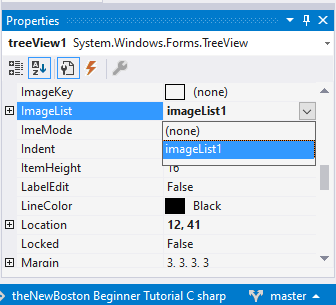 Properties
treeView1 System.Windows.Forms.TreeView
ImageKey (none)
ImageList imageList1
ImeMode (none)
Indent imageList1
ItemHeight 16
LabelEdit False
LineColor Black
Location 12, 41
Locked False
Margin 3, 3, 3, 3
theNewBoston Beginner Tutorial C sharp master